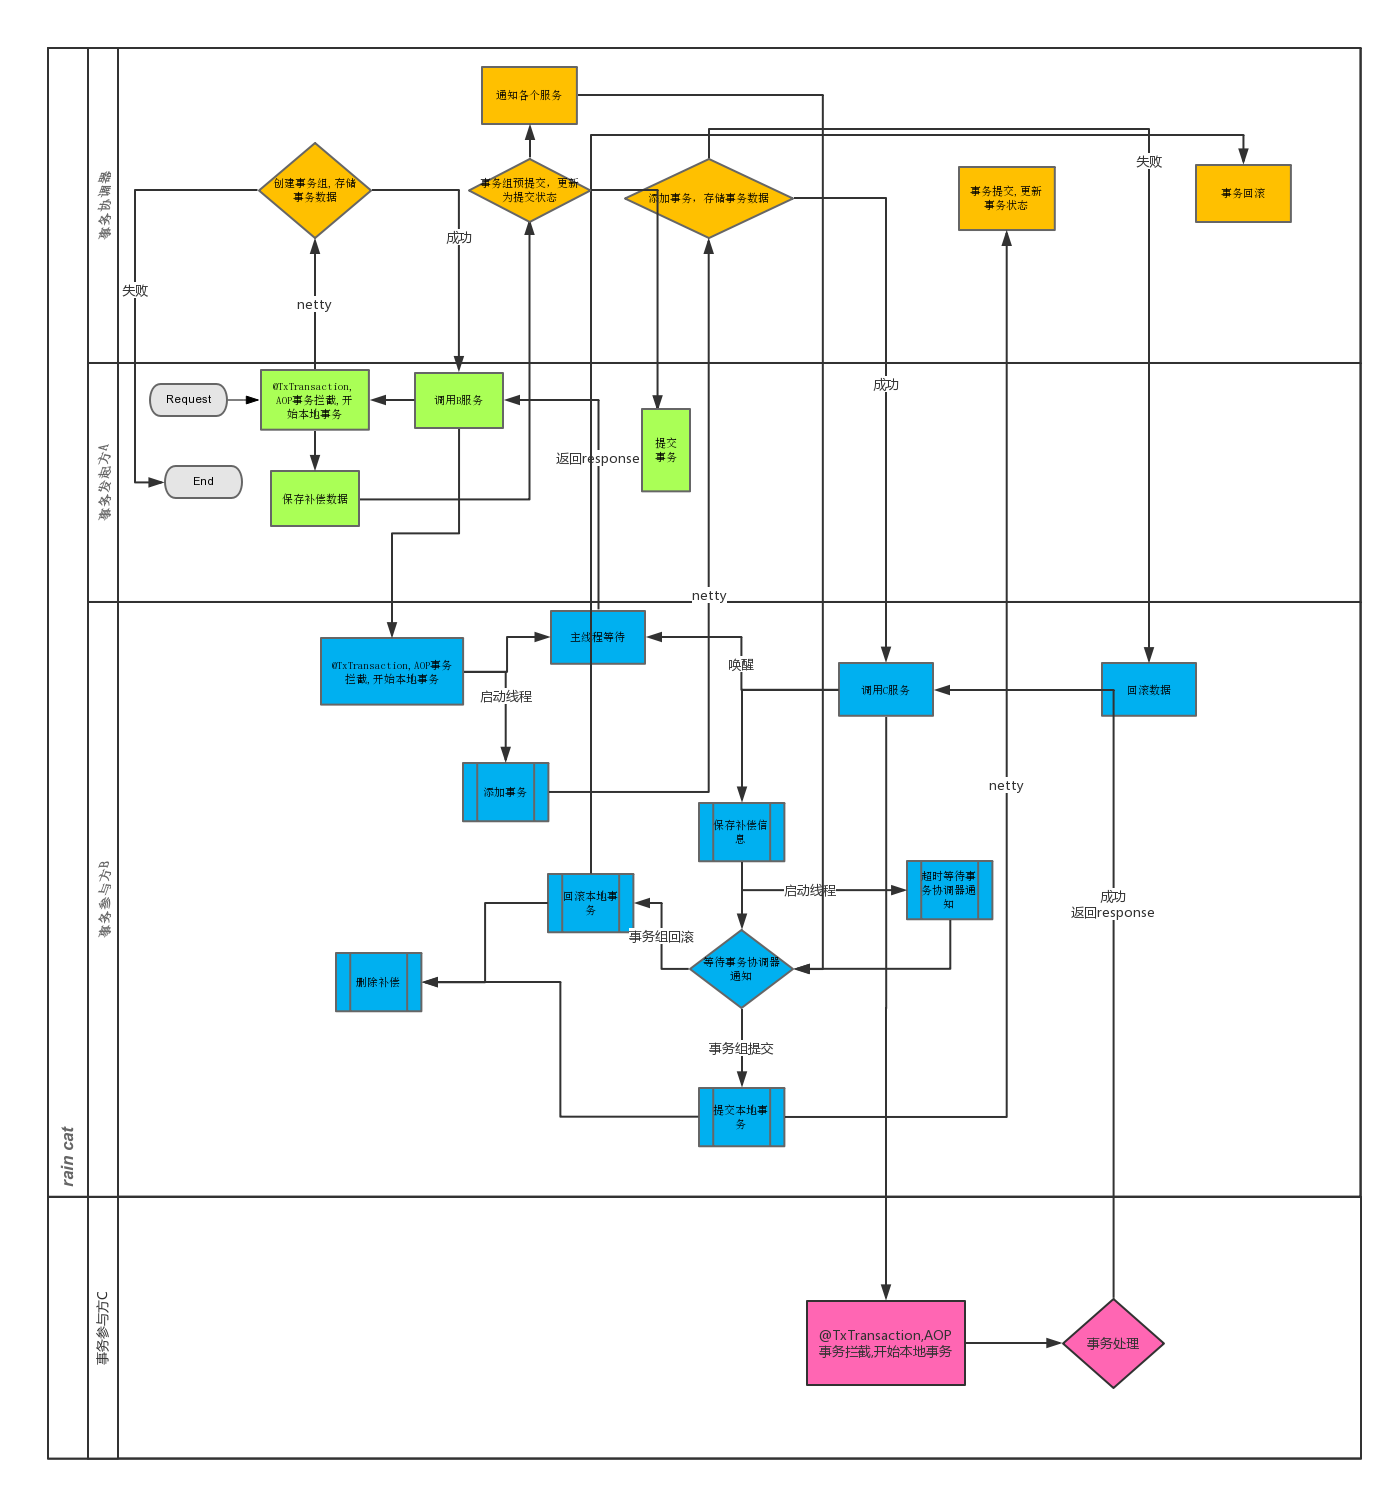 通知各个服务
事务协调器
创建事务组,存储
事务数据
事务组预提交，更新
为提交状态
添加事务，存储事务数据
事务提交,更新
事务状态
事务回滚
失败
成功
失败
netty
事务发起方A
Request
@TxTransaction,
AOP事务拦截,开
始本地事务
调用B服务
成功
提交
事务
返回response
End
保存补偿数据
netty
事务参与方B
主线程等待
@TxTransaction,AOP事务
拦截,开始本地事务
唤醒
调用C服务
回滚数据
启动线程
添加事务
netty
保存补偿信
息
启动线程
超时等待事
务协调器通
知
回滚本地事
务
成功
返回response
事务组回滚
等待事务协调器
通知
删除补偿
事务组提交
提交本地事
务
rain cat
事务参与方C
@TxTransaction,AOP
事务拦截,开始本地事务
事务处理